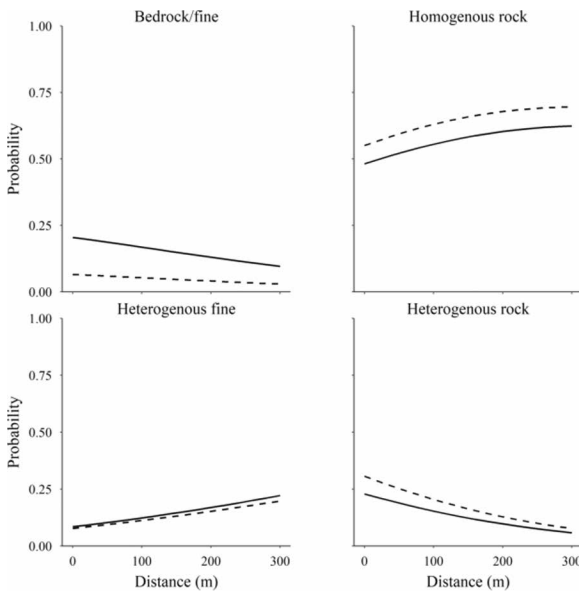 Bedrock/fine
Homogenous rock
1.00
0.75
0.50
0.25
0.00
Probability
Heterogenous fine
Heterogenous rock
1.00
0.75
0.50
0.25
0.00
Probability
0 100 200 300
0 100 200 300
Distance (m)
Distance (m)